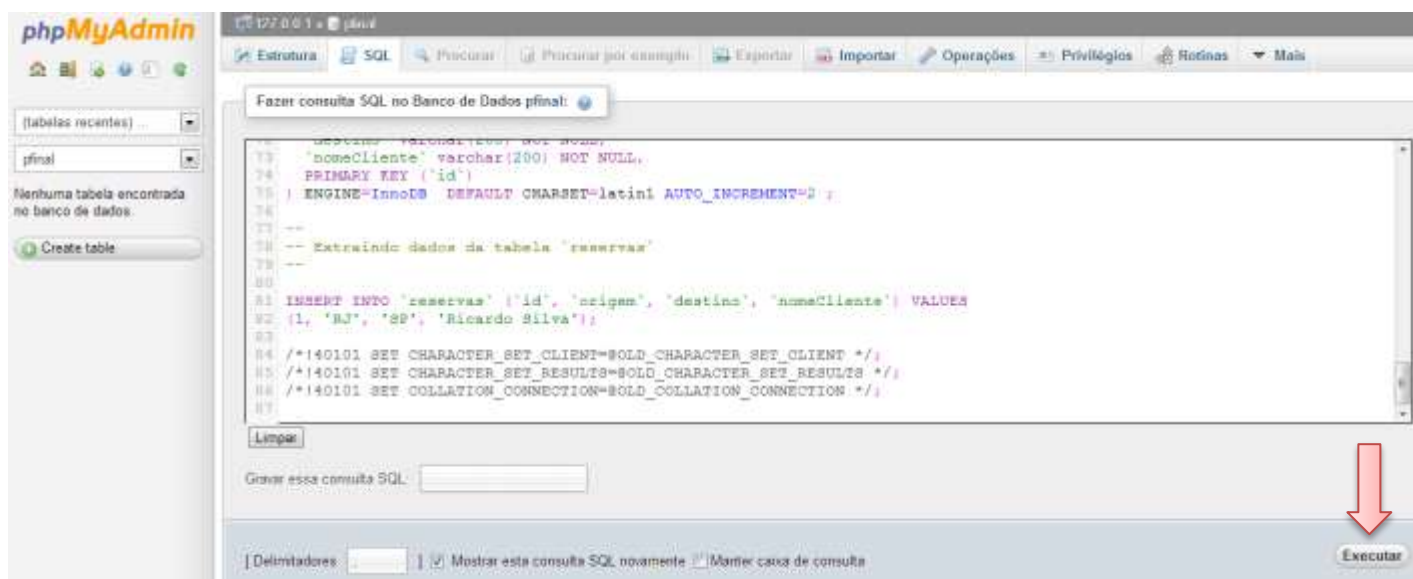 phpMyAdmin
127.0.0.1 » pfinal
Estrutura SQL Procurar Procurar por exemplo Exportar Importar Operações Privilégios Rotinas Mais
(tabelas recentes) ...
pfinal
Nenhuma tabela encontrada
no banco de dados.
Create table
Fazer consulta SQL no Banco de Dados pfinal:
`destino` varchar(200) NOT NULL,
73 `nomeCliente` varchar(200) NOT NULL,
74 PRIMARY KEY (`id`)
75 ) ENGINE=InnoDB DEFAULT CHARSET=latin1 AUTO_INCREMENT=2 ;
76
77 --
78 -- Extraindo dados da tabela `reservas`
79 --
80
81 INSERT INTO `reservas` (`id`, `origem`, `destino`, `nomeCliente`) VALUES
82 (1, 'RJ', 'SP', 'Ricardo Silva');
83
84 /*!40101 SET CHARACTER_SET_CLIENT=@OLD_CHARACTER_SET_CLIENT */;
85 /*!40101 SET CHARACTER_SET_RESULTS=@OLD_CHARACTER_SET_RESULTS */;
86 /*!40101 SET COLLATION_CONNECTION=@OLD_COLLATION_CONNECTION */;
87
Limpar
Gravar essa consulta SQL:
[ Delimitadores ] Mostrar esta consulta SQL novamente Manter caixa de consulta
Executar